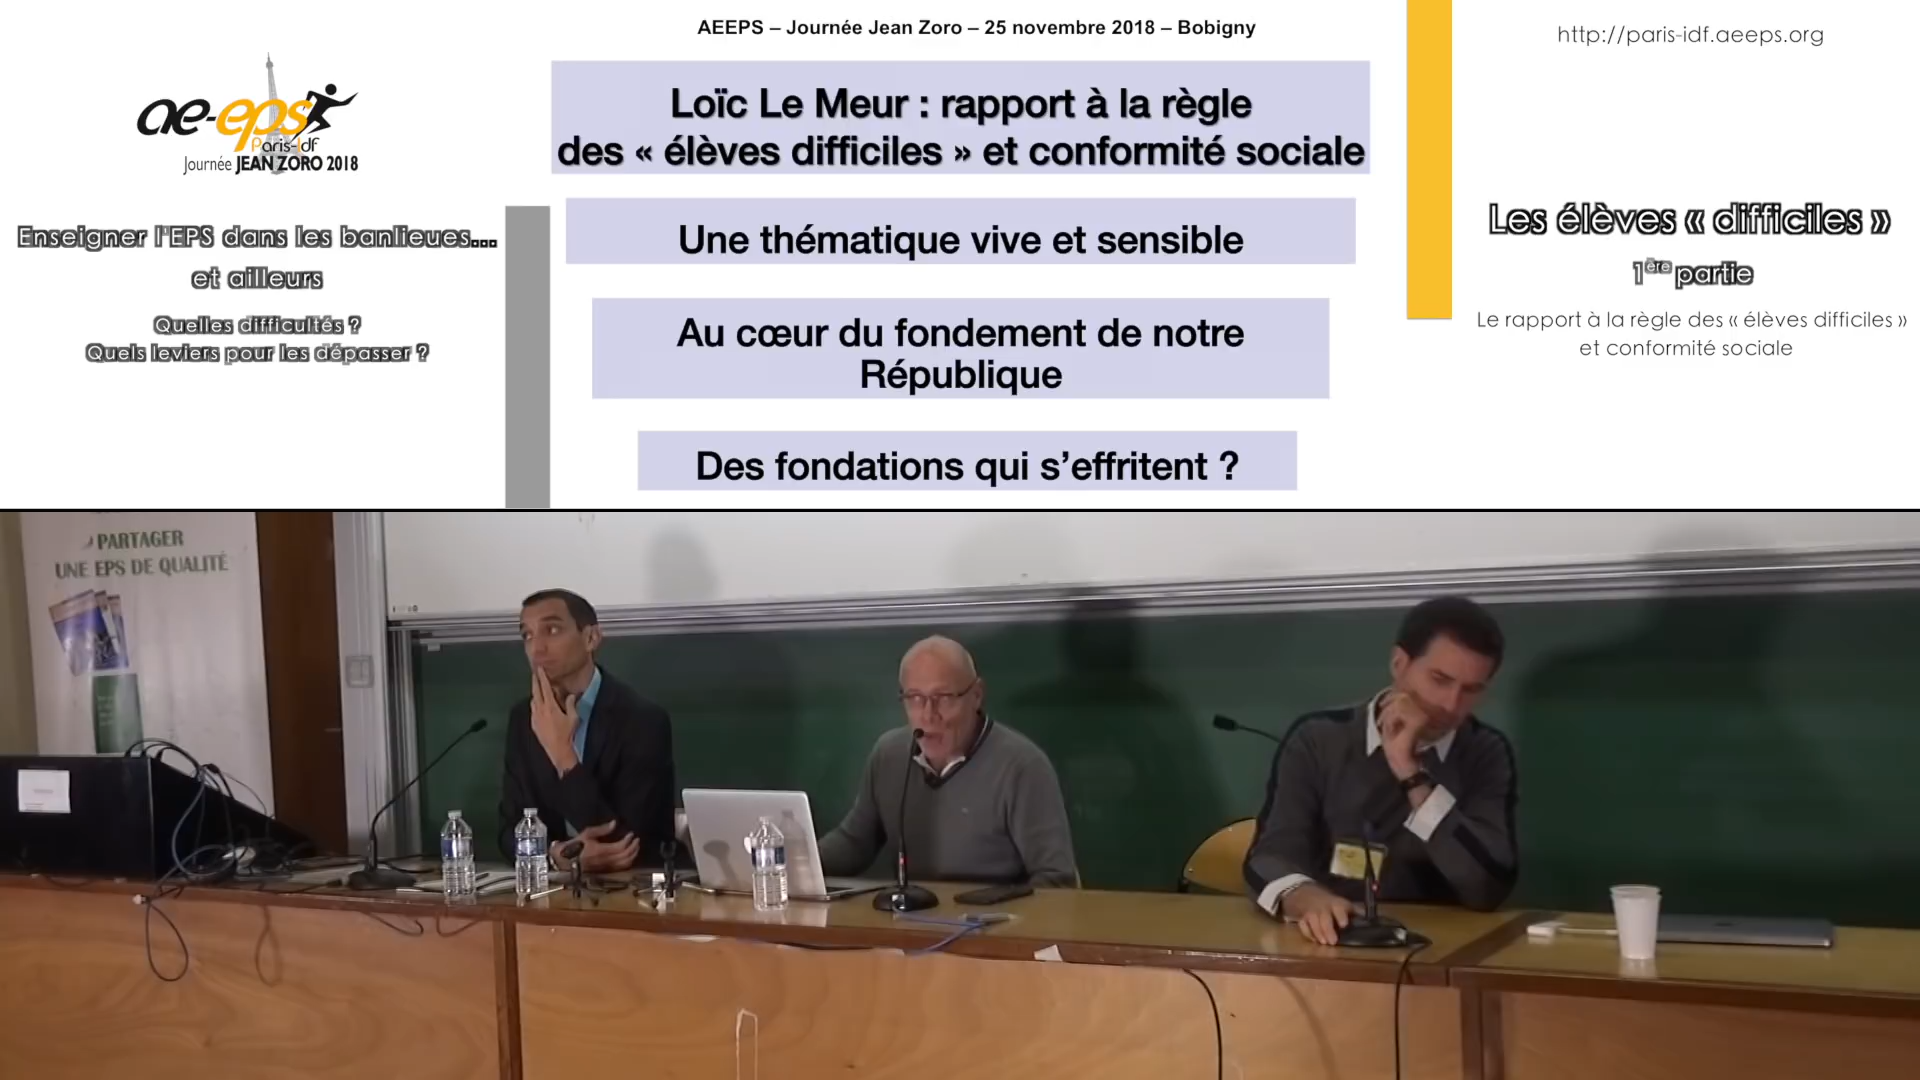 AEEPS – Journée Jean Zoro – 25 novembre 2018 – Bobigny
ae-eps
Paris-Idf
Journée JEAN ZORO 2018
Enseigner l'EPS dans les banlieues...
et ailleurs
Quelles difficultés ?
Quels leviers pour les dépasser ?
Loïc Le Meur : rapport à la règle
des « élèves difficiles » et conformité sociale
Une thématique vive et sensible
Au cœur du fondement de notre
République
Des fondations qui s’effritent ?
http://paris-idf.aeeps.org
Les élèves « difficiles »
1ère partie
Le rapport à la règle des « élèves difficiles »
et conformité sociale
PARTAGER
UNE EPS DE QUALITÉ